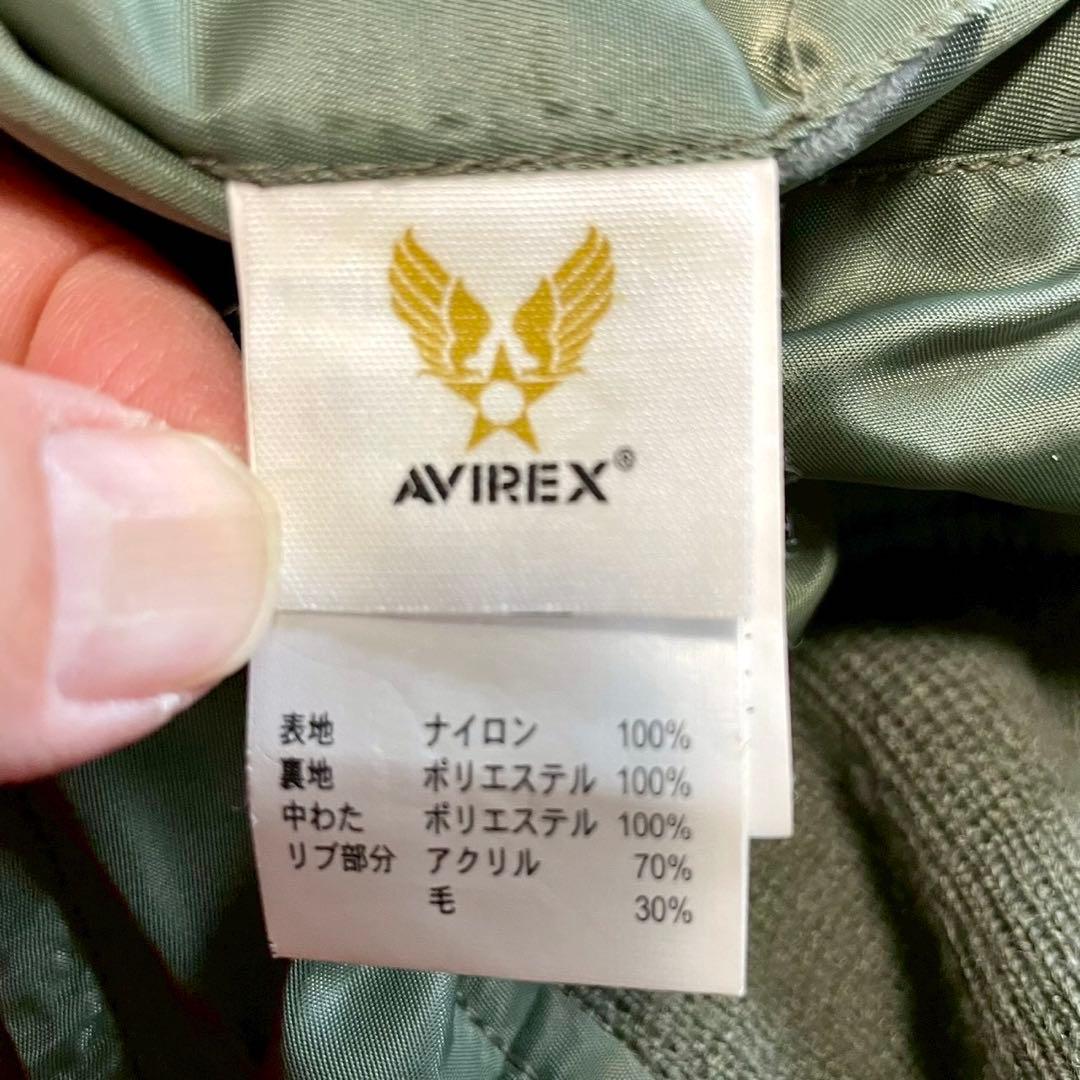 AVIREX®
表地 ナイロン 100%
裏地 ポリエステル 100%
中わた ポリエステル 100%
リブ部分 アクリル 70%
毛 30%